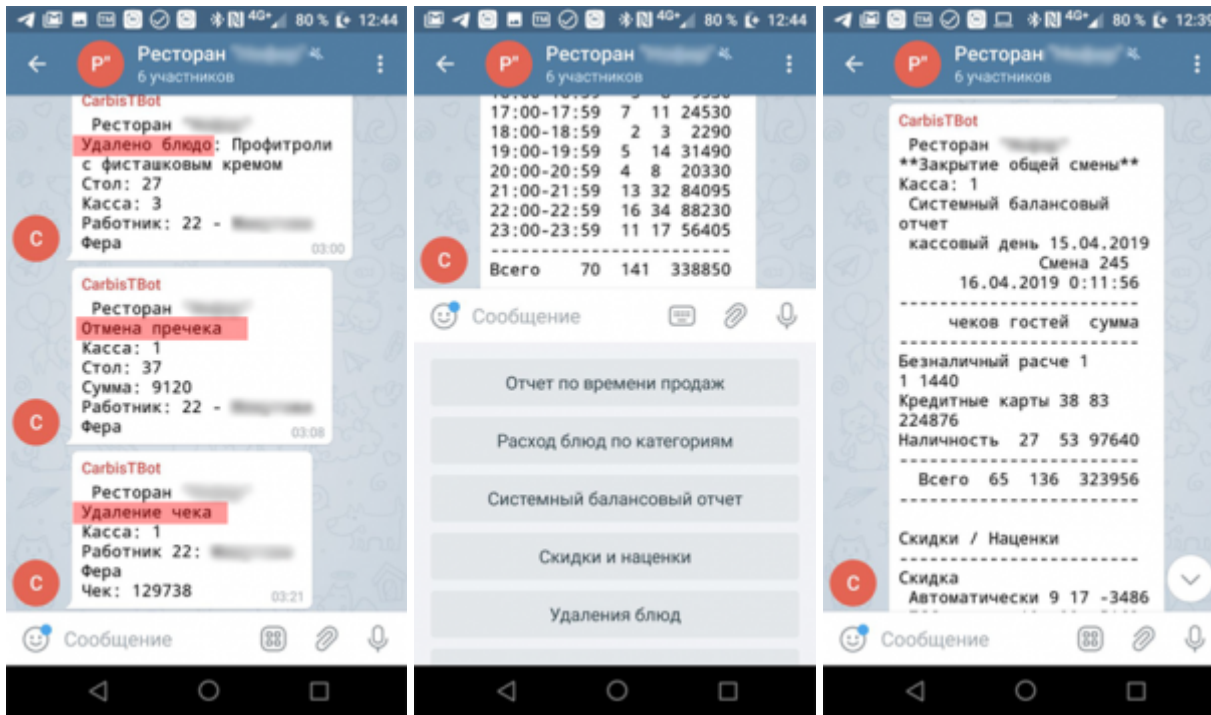 80 % 12:44
Ресторан
6 участников
CarbisTBot
Ресторан
Удалено блюдо: Профитроли
с фисташковым кремом
Стол: 27
Касса: 3
Работник: 22 -
Фера
03:00
CarbisTBot
Ресторан
Отмена пречека
Касса: 1
Стол: 37
Сумма: 9120
Работник: 22 -
Фера
03:08
CarbisTBot
Ресторан
Удаление чека
Касса: 1
Работник 22:
Фера
Чек: 129738
03:21
Сообщение
4G+ 80 % 12:44
Ресторан
6 участников
17:00-17:59 7 11 24530
18:00-18:59 2 3 2290
19:00-19:59 5 14 31490
20:00-20:59 4 8 20330
21:00-21:59 13 32 84095
22:00-22:59 16 34 88230
23:00-23:59 11 17 56405
------------------------
Всего 70 141 338850
Сообщение
Отчет по времени продаж
Расход блюд по категориям
Системный балансовый отчет
Скидки и наценки
Удаления блюд
4G+ 80 % 12:39
Ресторан
6 участников
CarbisTBot
Ресторан
**Закрытие общей смены**
Касса: 1
Системный балансовый
отчет
кассовый день 15.04.2019
Смена 245
16.04.2019 0:11:56
------------------------
чеков гостей сумма
------------------------
Безналичный расче 1
1 1440
Кредитные карты 38 83
224876
Наличность 27 53 97640
------------------------
Всего 65 136 323956
------------------------
Скидки / Наценки
------------------------
Скидка
Автоматически 9 17 -3486
Сообщение